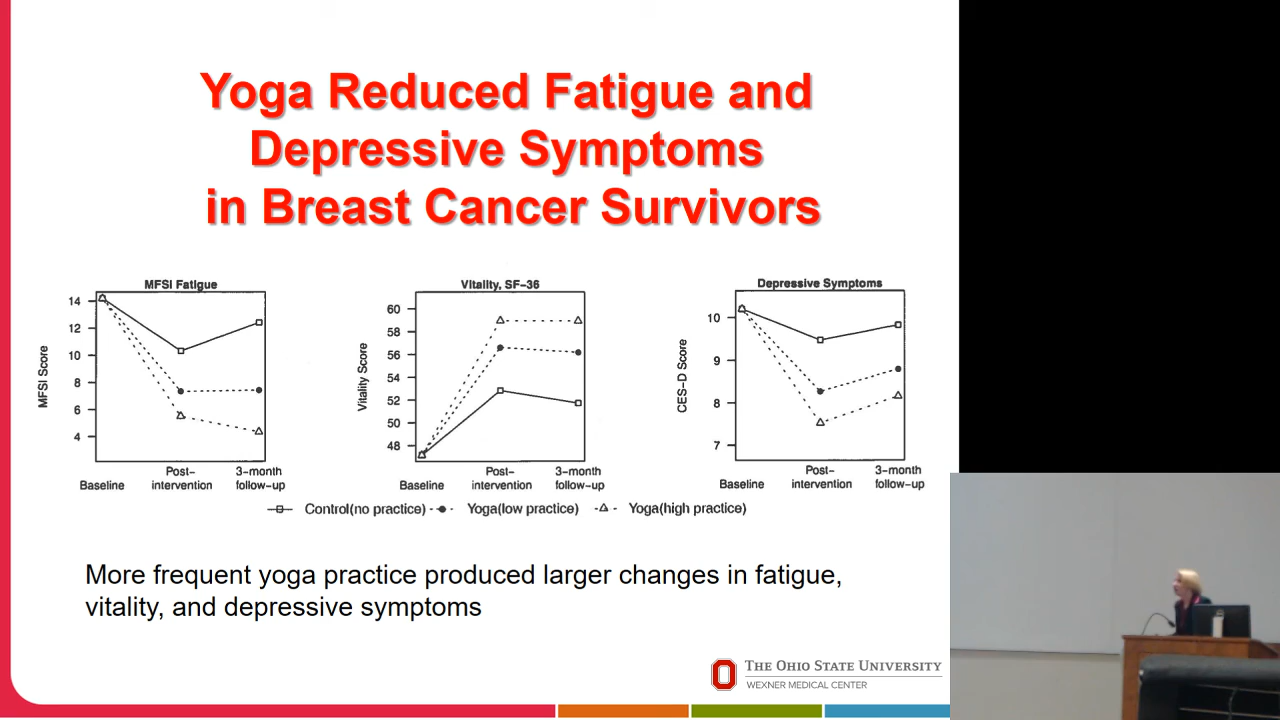 Yoga Reduced Fatigue and
Depressive Symptoms
in Breast Cancer Survivors
MFSI Fatigue
MFSI Score
14
12
10
8
6
4
Baseline
Post-
intervention
3-month
follow-up
Vitality, SF-36
Vitality Score
60
58
56
54
52
50
48
Baseline
Post-
intervention
3-month
follow-up
Depressive Symptoms
CES-D Score
10
9
8
7
Baseline
Post-
intervention
3-month
follow-up
Control(no practice) Yoga(low practice) Yoga(high practice)
More frequent yoga practice produced larger changes in fatigue,
vitality, and depressive symptoms
THE OHIO STATE UNIVERSITY
WEXNER MEDICAL CENTER